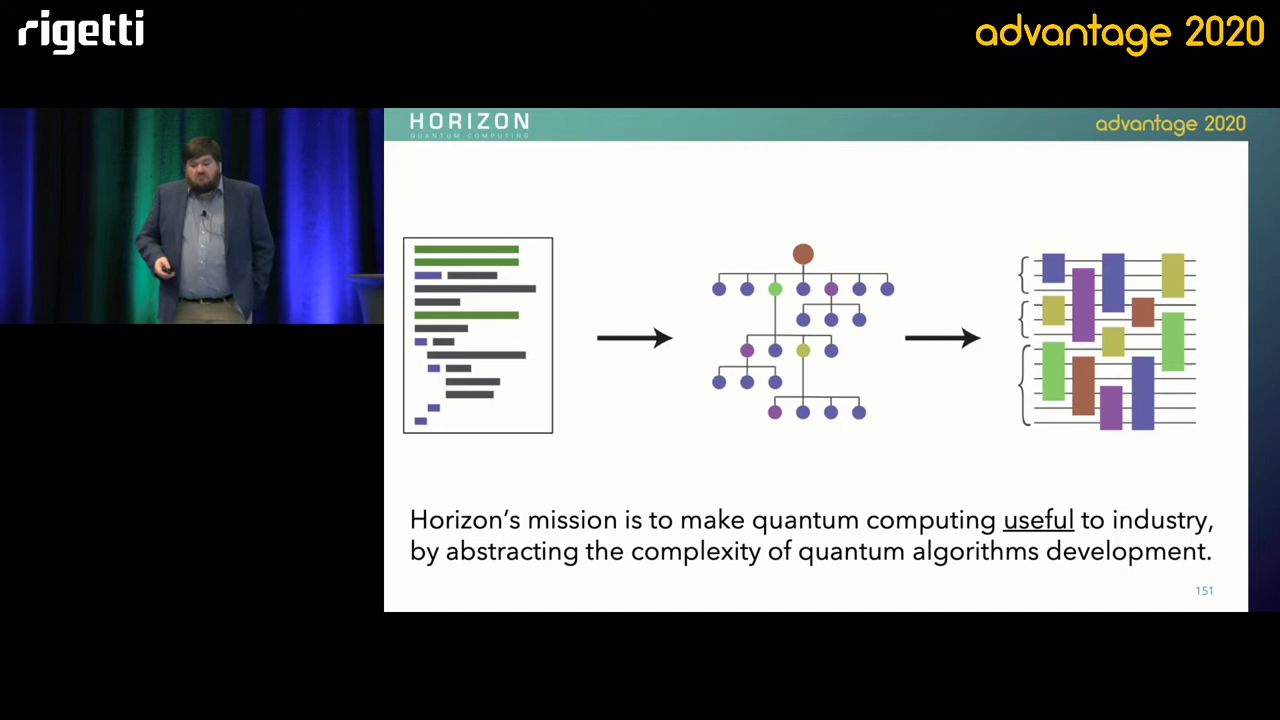 rigetti
advantage 2020
HORIZON
QUANTUM COMPUTING
advantage 2020
Horizon’s mission is to make quantum computing useful to industry,
by abstracting the complexity of quantum algorithms development.
151